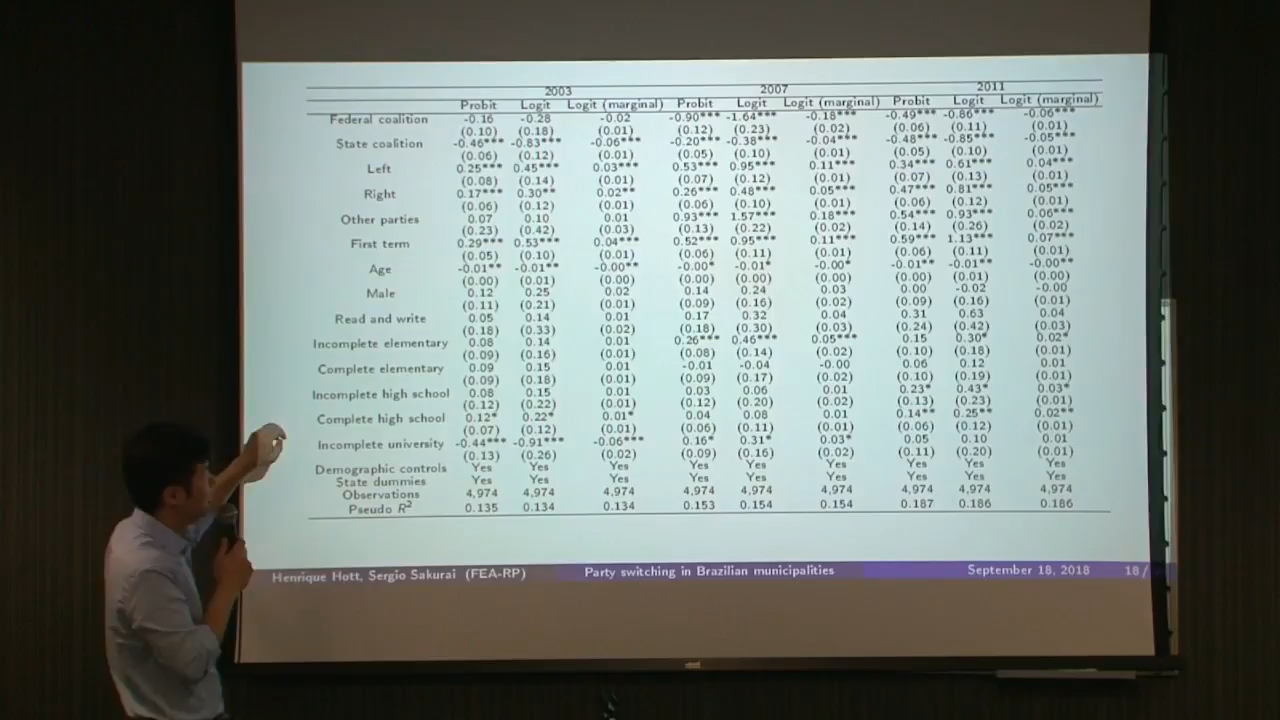 2003 2007 2011
Probit Logit Logit (marginal) Probit Logit Logit (marginal) Probit Logit Logit (marginal)
Federal coalition -0.16 -0.28 -0.02 -0.90*** -1.64*** -0.18*** -0.49*** -0.86*** -0.06***
(0.10) (0.18) (0.01) (0.12) (0.23) (0.02) (0.06) (0.11) (0.01)
State coalition -0.46*** -0.83*** -0.06*** -0.20*** -0.38*** -0.04*** -0.48*** -0.85*** -0.05***
(0.06) (0.12) (0.01) (0.05) (0.10) (0.01) (0.05) (0.10) (0.01)
Left 0.25*** 0.45*** 0.03*** 0.53*** 0.95*** 0.11*** 0.34*** 0.61*** 0.04***
(0.08) (0.14) (0.01) (0.07) (0.12) (0.01) (0.07) (0.13) (0.01)
Right 0.17*** 0.30** 0.02** 0.26*** 0.48*** 0.05*** 0.47*** 0.81*** 0.05***
(0.06) (0.12) (0.01) (0.06) (0.10) (0.01) (0.06) (0.12) (0.01)
Other parties 0.07 0.10 0.01 0.93*** 1.57*** 0.18*** 0.54*** 0.93*** 0.06***
(0.23) (0.42) (0.03) (0.13) (0.22) (0.02) (0.14) (0.26) (0.02)
First term 0.29*** 0.53*** 0.04*** 0.52*** 0.95*** 0.11*** 0.59*** 1.13*** 0.07***
(0.05) (0.10) (0.01) (0.06) (0.11) (0.01) (0.06) (0.11) (0.01)
Age -0.01** -0.01** -0.00** -0.00* -0.01* -0.00* -0.01** -0.01** -0.00**
(0.00) (0.01) (0.00) (0.00) (0.00) (0.00) (0.00) (0.01) (0.00)
Male 0.12 0.25 0.02 0.14 0.24 0.03 0.00 -0.02 -0.00
(0.11) (0.21) (0.01) (0.09) (0.16) (0.02) (0.09) (0.16) (0.01)
Read and write 0.05 0.14 0.01 0.17 0.32 0.04 0.31 0.63 0.04
(0.18) (0.33) (0.02) (0.18) (0.30) (0.03) (0.24) (0.42) (0.03)
Incomplete elementary 0.08 0.14 0.01 0.26*** 0.46*** 0.05*** 0.15 0.30* 0.02*
(0.09) (0.16) (0.01) (0.08) (0.14) (0.02) (0.10) (0.18) (0.01)
Complete elementary 0.09 0.15 0.01 -0.01 -0.04 -0.00 0.06 0.12 0.01
(0.09) (0.18) (0.01) (0.09) (0.17) (0.02) (0.10) (0.19) (0.01)
Incomplete high school 0.08 0.15 0.01 0.03 0.06 0.01 0.23* 0.43* 0.03*
(0.12) (0.22) (0.01) (0.12) (0.20) (0.02) (0.13) (0.23) (0.01)
Complete high school 0.12* 0.22* 0.01* 0.04 0.08 0.01 0.14** 0.25** 0.02**
(0.07) (0.12) (0.01) (0.06) (0.11) (0.01) (0.06) (0.12) (0.01)
Incomplete university -0.44*** -0.91*** -0.06*** 0.16* 0.31* 0.03* 0.05 0.10 0.01
(0.13) (0.26) (0.02) (0.09) (0.16) (0.02) (0.11) (0.20) (0.01)
Demographic controls Yes Yes Yes Yes Yes Yes Yes Yes Yes
State dummies Yes Yes Yes Yes Yes Yes Yes Yes Yes
Observations 4,974 4,974 4,974 4,974 4,974 4,974 4,974 4,974 4,974
Pseudo R² 0.135 0.134 0.134 0.153 0.154 0.154 0.187 0.186 0.186
Henrique Hott, Sergio Sakurai (FEA-RP) Party switching in Brazilian municipalities September 18, 2018 18 /